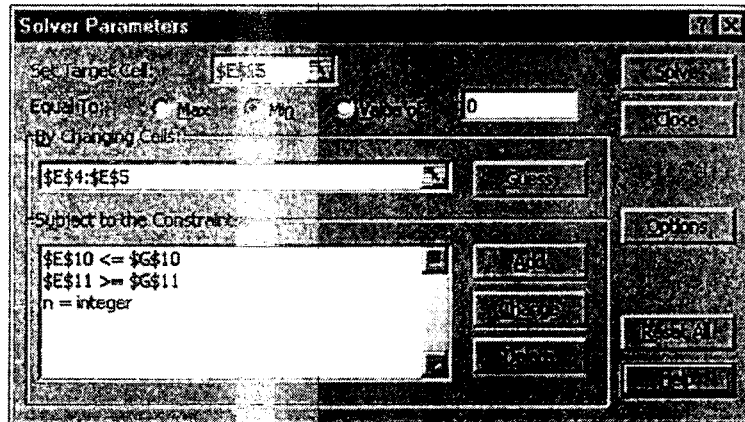 Solver Parameters
Set Target Cell: $E$15 Solve
Equal To: Max Min Value of: 0 Close
By Changing Cells:
$E$4:$E$5 Guess
Subject to the Constraints: Options
$E$10 <= $G$10 Add
$E$11 >= $G$11
n = integer Change
Delete Reset All
Help